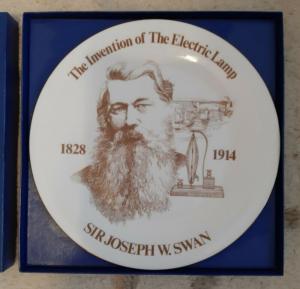 The Invention of The Electric Lamp
1828
1914
SIR JOSEPH W. SWAN